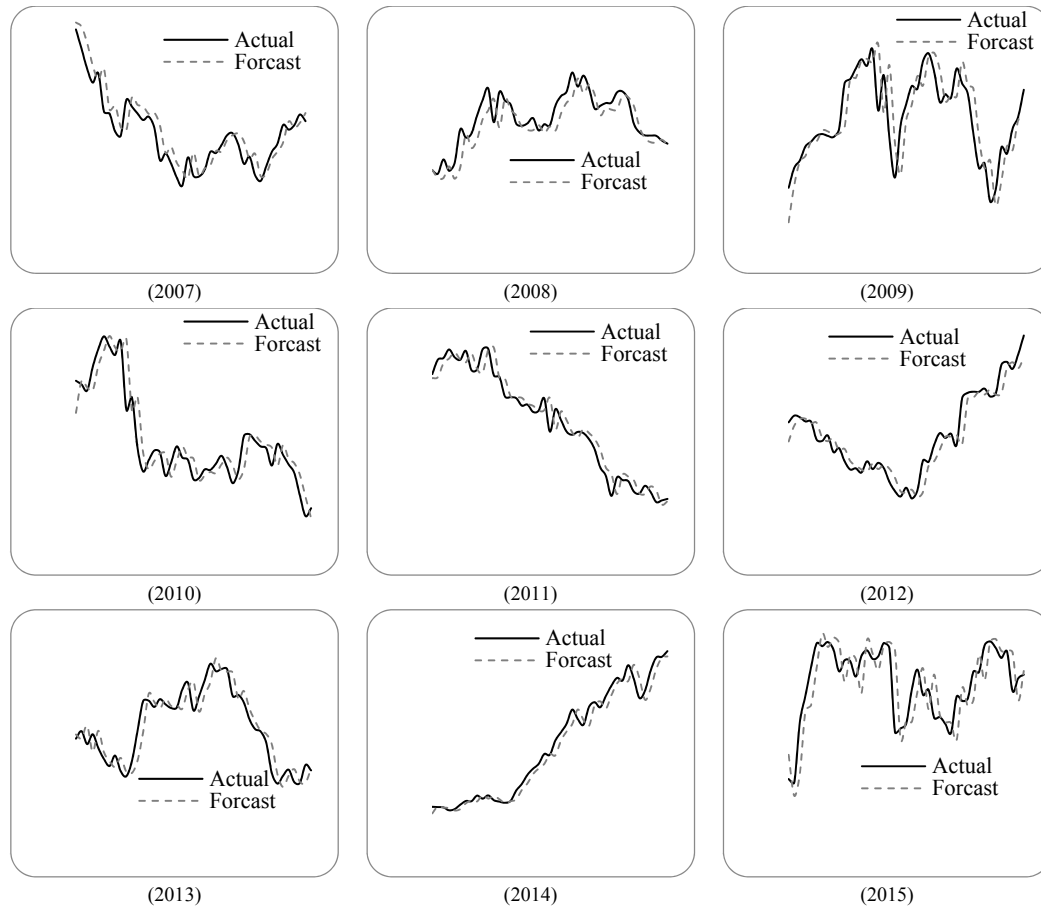 Actual
Forcast
Actual
Forcast
Actual
Forcast
(2007)
(2008)
(2009)
Actual
Forcast
Actual
Forcast
Actual
Forcast
(2010)
(2011)
(2012)
Actual
Forcast
Actual
Forcast
Actual
Forcast
(2013)
(2014)
(2015)